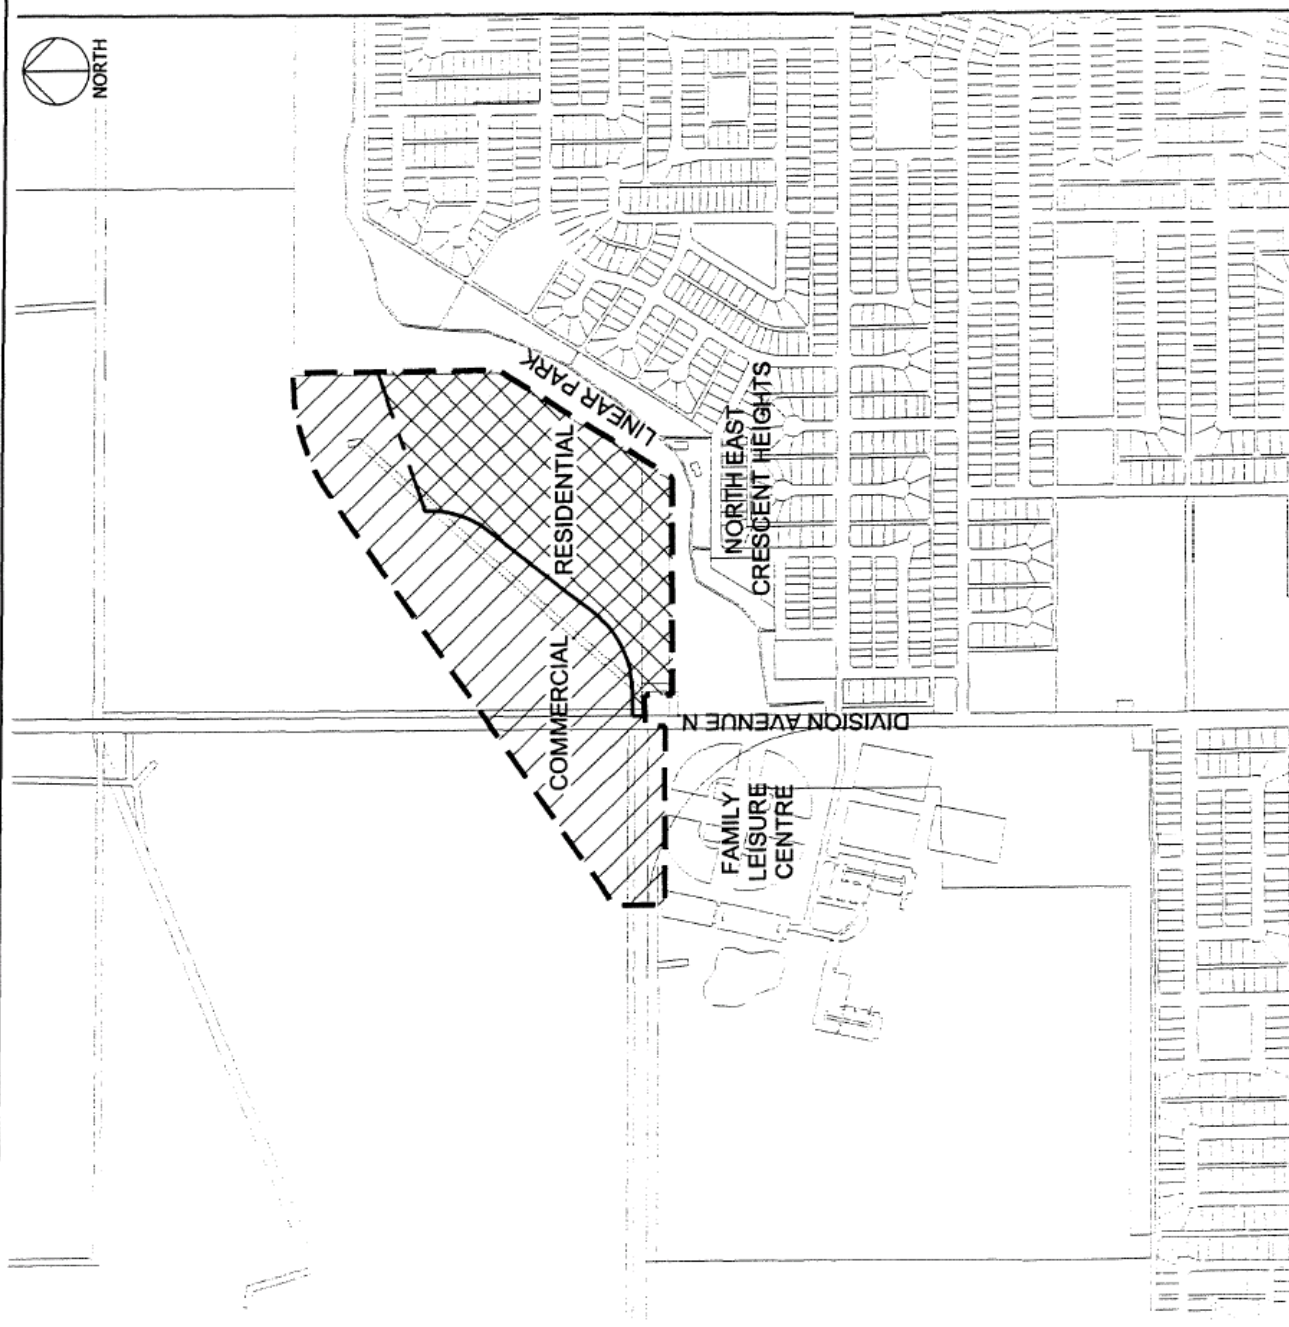 NORTH
LINEAR PARK
RESIDENTIAL
COMMERCIAL
NORTH EAST
CRESCENT HEIGHTS
DIVISION AVENUE N
FAMILY
LEISURE
CENTRE